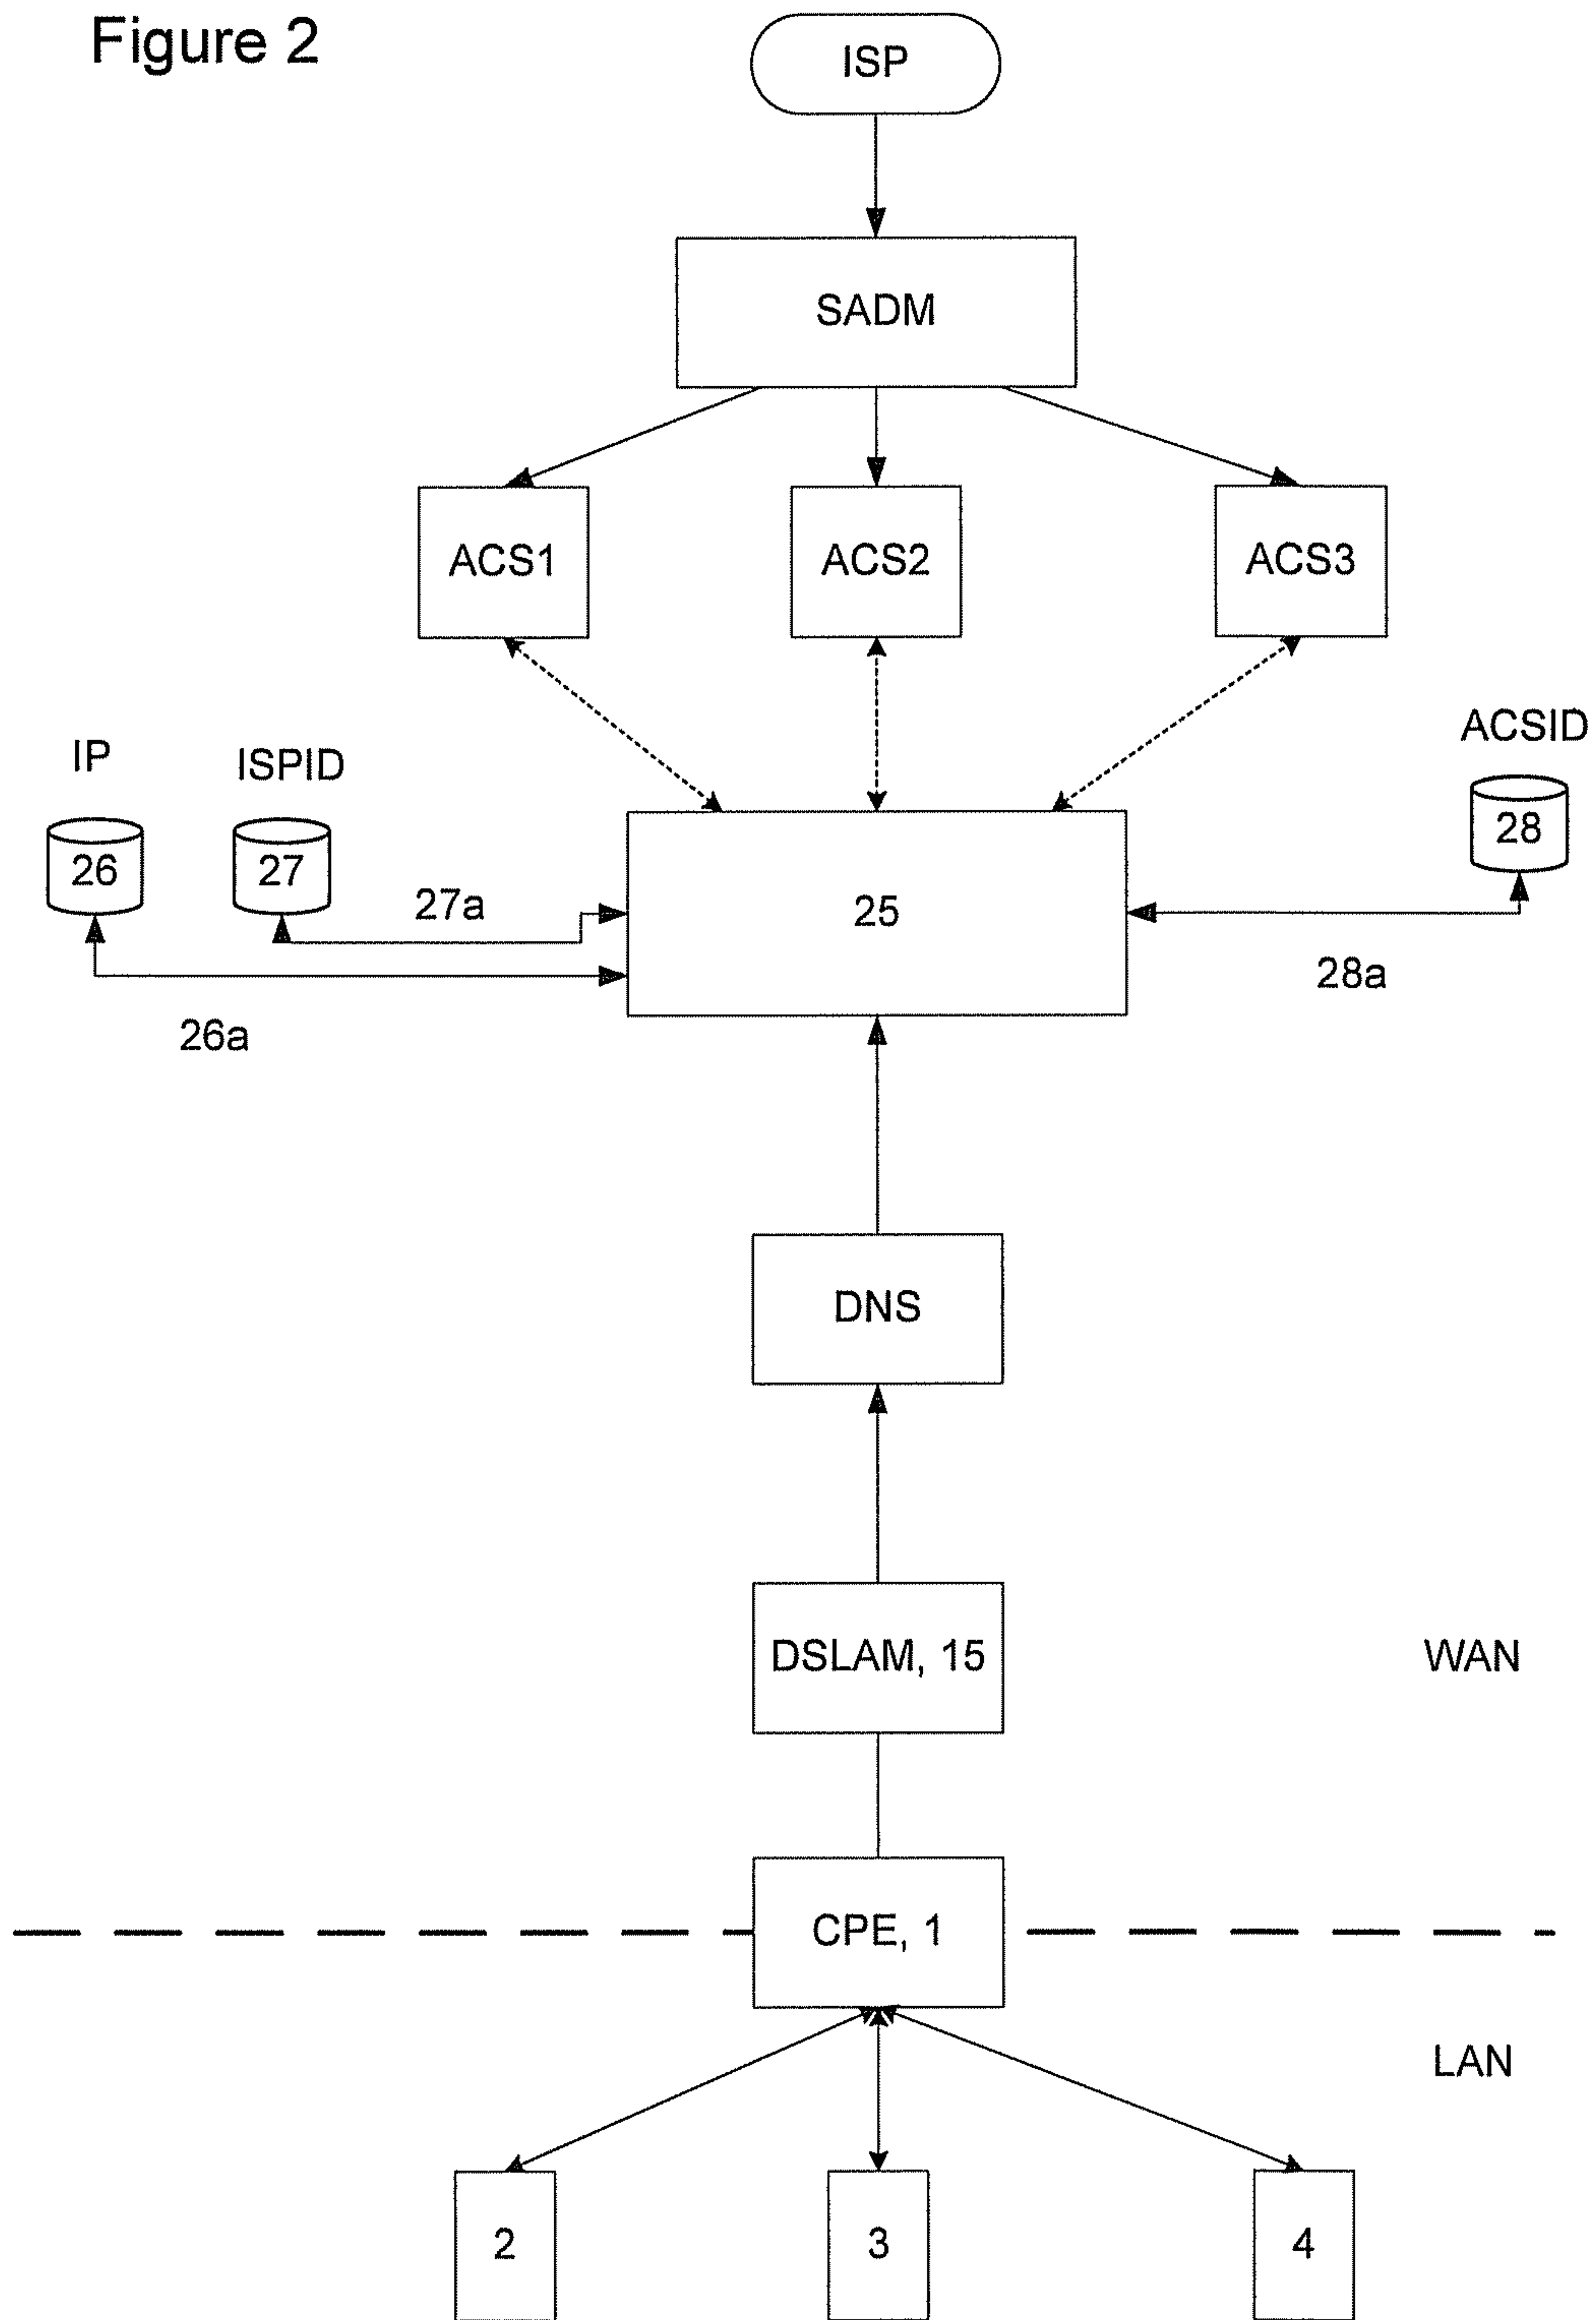 Figure 2
ISP
SADM
ACS1
ACS2
ACS3
IP
ISPID
ACSID
26
27
28
27a
25
28a
26a
DNS
DSLAM, 15
WAN
CPE, 1
LAN
2
3
4